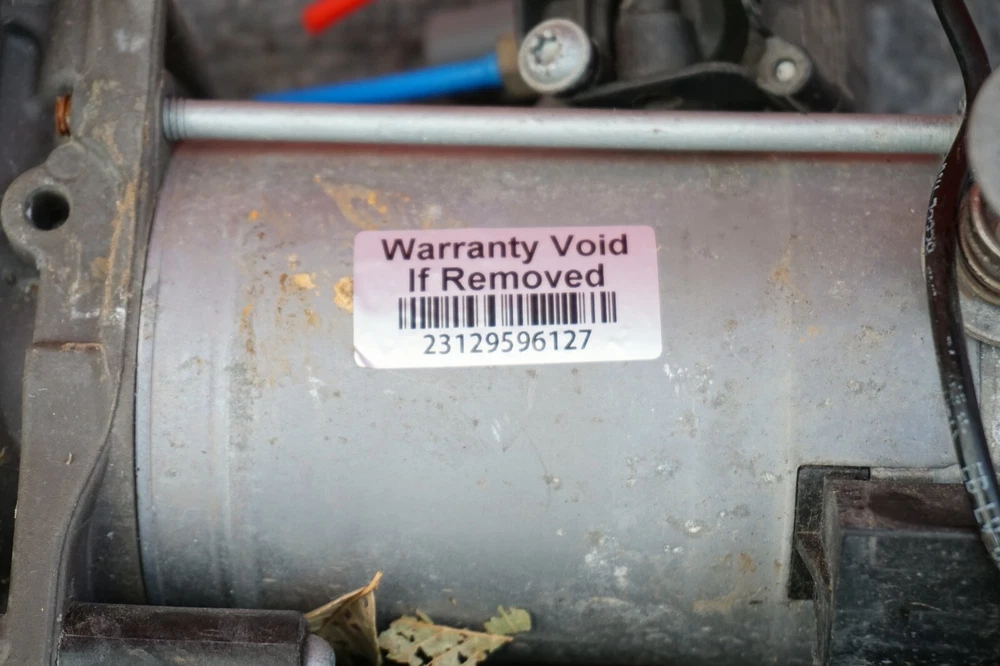 Warranty Void
If Removed
23129596127